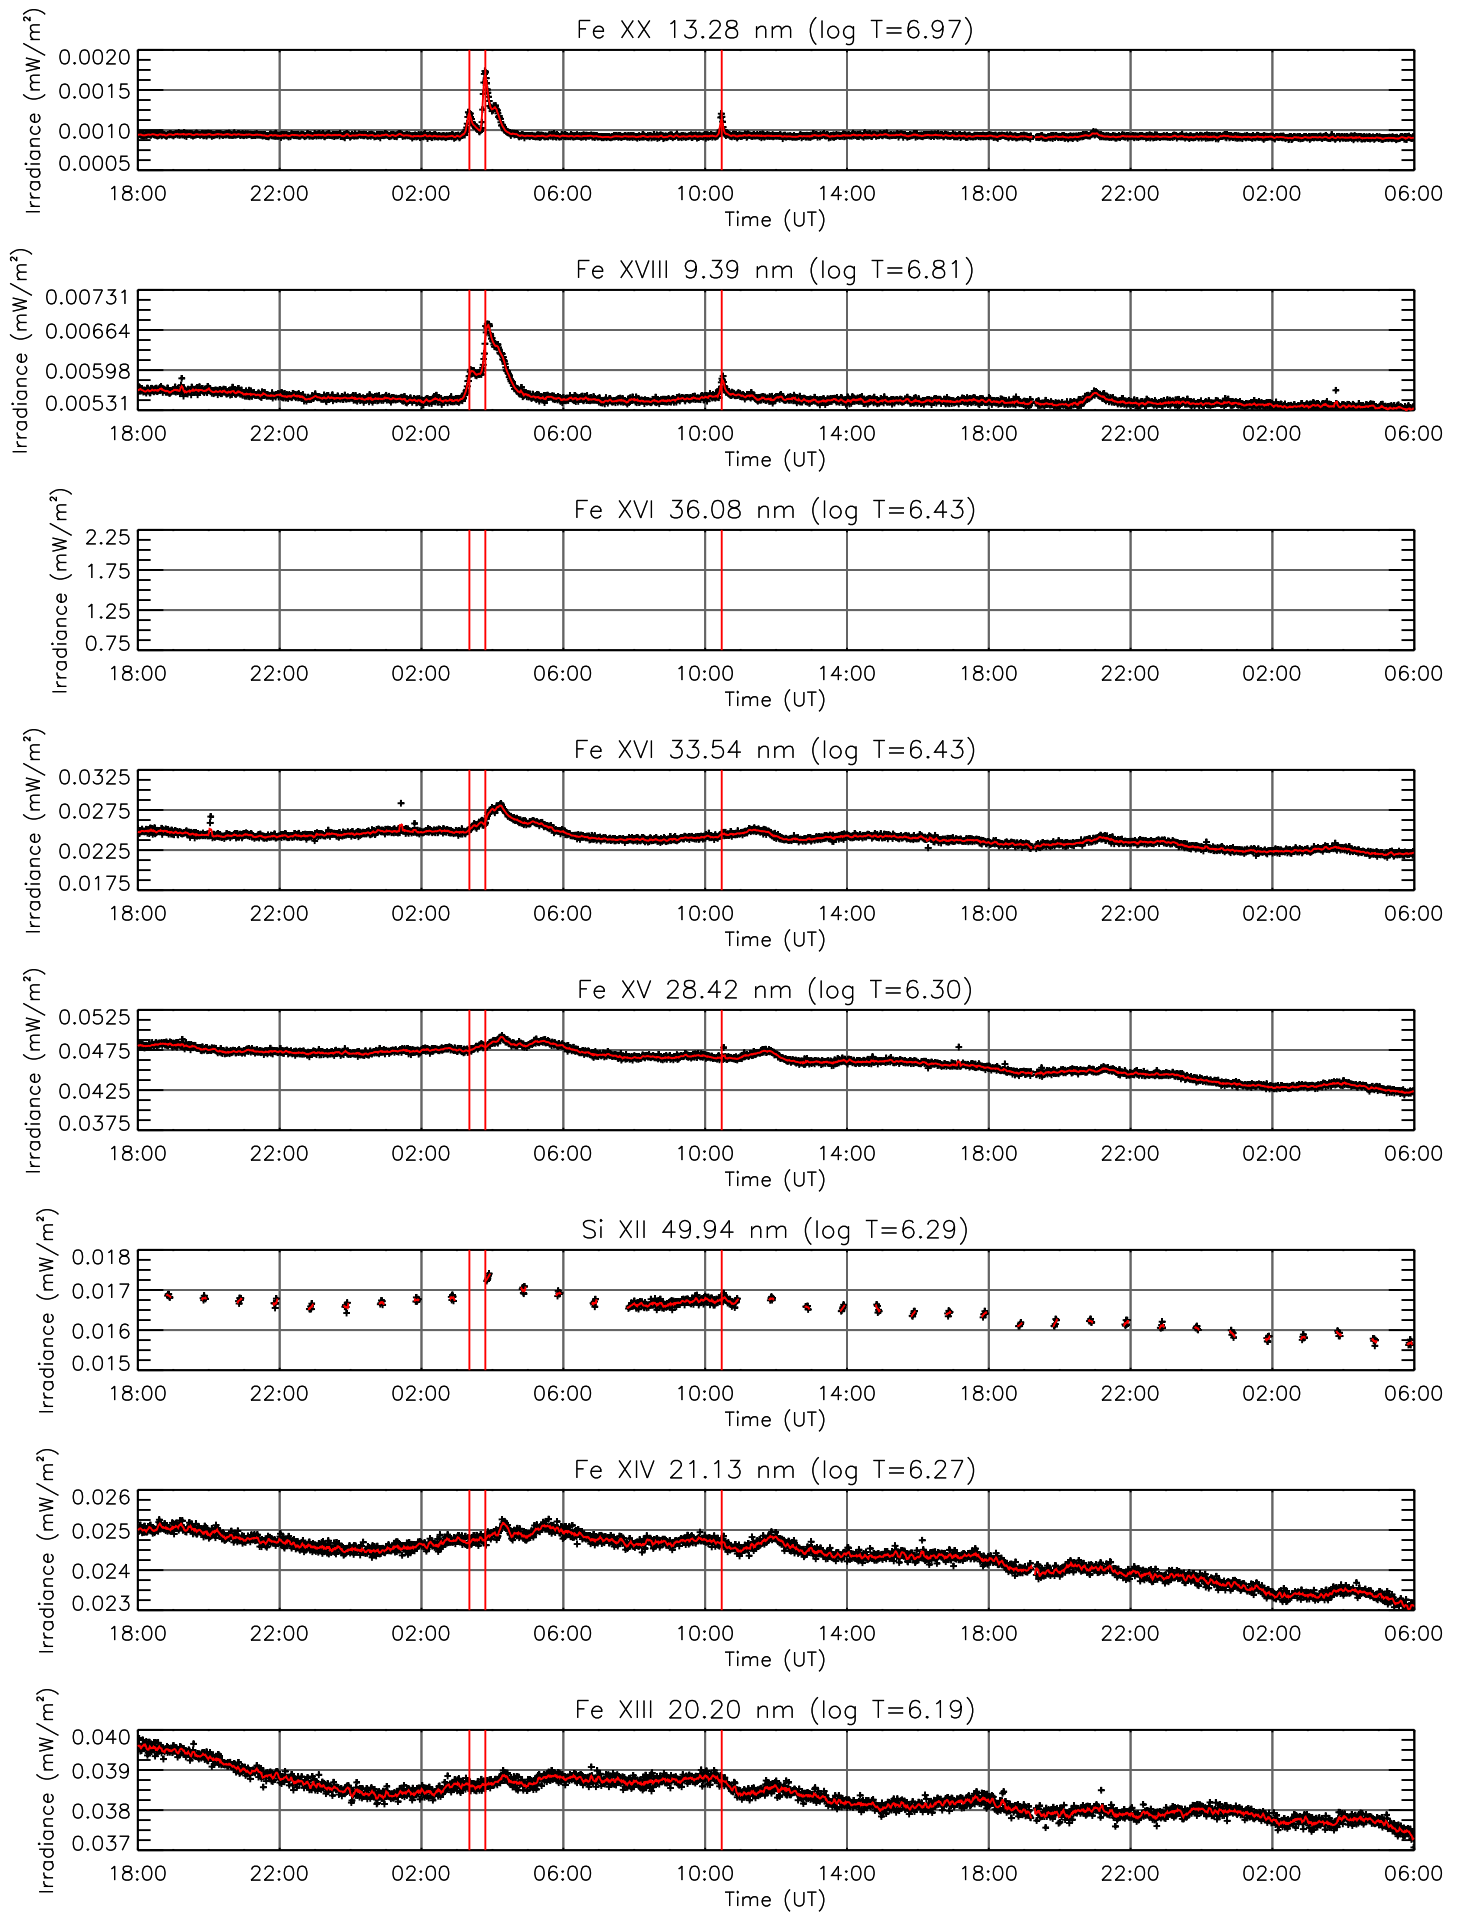 Fe XX 13.28 nm (log T=6.97)
Irradiance (mW/m²)
0.0020
0.0015
0.0010
0.0005
18:00 22:00 02:00 06:00 10:00 14:00 18:00 22:00 02:00 06:00
Time (UT)
Fe XVIII 9.39 nm (log T=6.81)
Irradiance (mW/m²)
0.00731
0.00664
0.00598
0.00531
18:00 22:00 02:00 06:00 10:00 14:00 18:00 22:00 02:00 06:00
Time (UT)
Fe XVI 36.08 nm (log T=6.43)
Irradiance (mW/m²)
2.25
1.75
1.25
0.75
18:00 22:00 02:00 06:00 10:00 14:00 18:00 22:00 02:00 06:00
Time (UT)
Fe XVI 33.54 nm (log T=6.43)
Irradiance (mW/m²)
0.0325
0.0275
0.0225
0.0175
18:00 22:00 02:00 06:00 10:00 14:00 18:00 22:00 02:00 06:00
Time (UT)
Fe XV 28.42 nm (log T=6.30)
Irradiance (mW/m²)
0.0525
0.0475
0.0425
0.0375
18:00 22:00 02:00 06:00 10:00 14:00 18:00 22:00 02:00 06:00
Time (UT)
Si XII 49.94 nm (log T=6.29)
Irradiance (mW/m²)
0.018
0.017
0.016
0.015
18:00 22:00 02:00 06:00 10:00 14:00 18:00 22:00 02:00 06:00
Time (UT)
Fe XIV 21.13 nm (log T=6.27)
Irradiance (mW/m²)
0.026
0.025
0.024
0.023
18:00 22:00 02:00 06:00 10:00 14:00 18:00 22:00 02:00 06:00
Time (UT)
Fe XIII 20.20 nm (log T=6.19)
Irradiance (mW/m²)
0.040
0.039
0.038
0.037
18:00 22:00 02:00 06:00 10:00 14:00 18:00 22:00 02:00 06:00
Time (UT)